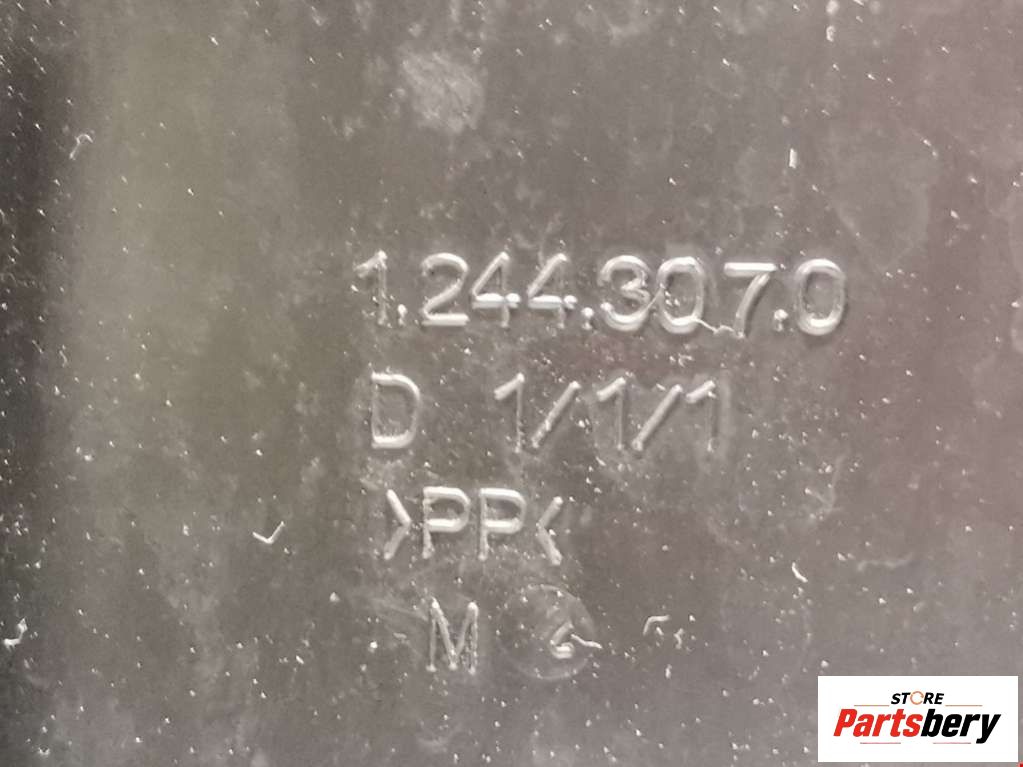 1.244.307.0
D 1/1/1
>PP<
M
STORE
Partsbery